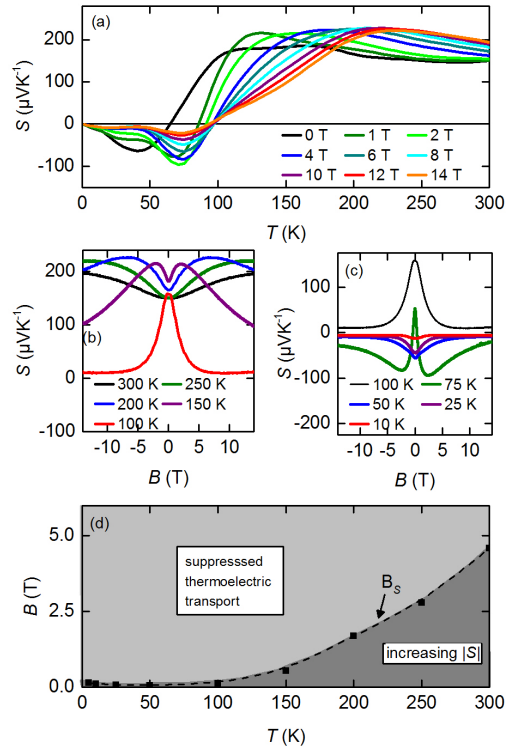 (a)
200
100
0
-100
S (µVK⁻¹)
0 T 1 T 2 T
4 T 6 T 8 T
10 T 12 T 14 T
0 50 100 150 200 250 300
T (K)
(b)
200
100
0
-100
S (µVK⁻¹)
300 K 250 K
200 K 150 K
100 K
-10 -5 0 5 10
B (T)
(c)
100
0
-100
-200
S (µVK⁻¹)
100 K 75 K
50 K 25 K
10 K
-10 -5 0 5 10
B (T)
(d)
5.0
2.5
0.0
B (T)
suppresssed
thermoelectric
transport
B_S
increasing |S|
0 50 100 150 200 250 300
T (K)